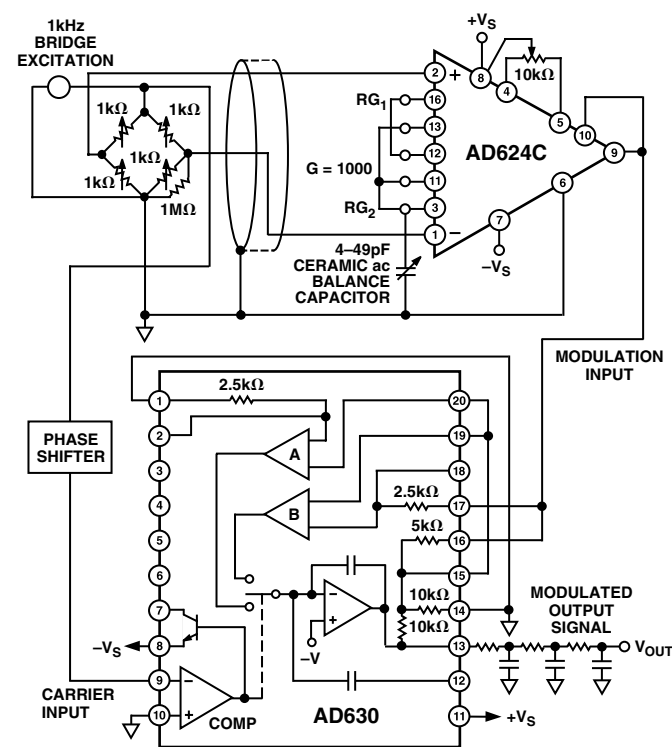 1kHz
BRIDGE
EXCITATION
1kΩ
1kΩ
1kΩ
1kΩ
1MΩ
+VS
10kΩ
2
+
8
4
5
10
9
6
7
RG1
16
13
12
11
3
1
–
G = 1000
RG2
AD624C
–VS
4–49pF
CERAMIC ac
BALANCE
CAPACITOR
MODULATION
INPUT
PHASE
SHIFTER
1
2
3
4
5
6
7
8
9
10
2.5kΩ
A
B
20
19
18
17
16
15
14
13
12
11
2.5kΩ
5kΩ
10kΩ
10kΩ
–
+
–V
–VS
CARRIER
INPUT
–
+
COMP
AD630
MODULATED
OUTPUT
SIGNAL
VOUT
+VS